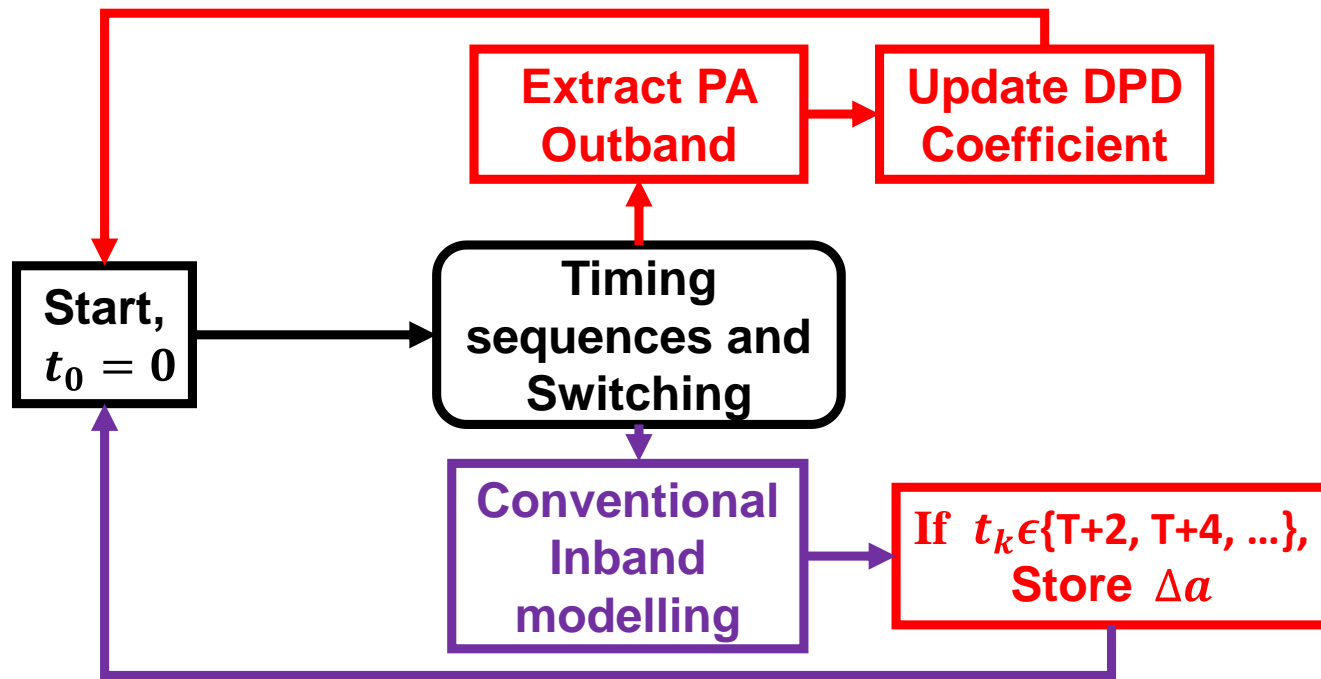 Extract PA
Outband
Update DPD
Coefficient
Start,
t₀ = 0
Timing
sequences and
Switching
Conventional
Inband
modelling
If tₖϵ{T+2, T+4, ...},
Store Δa